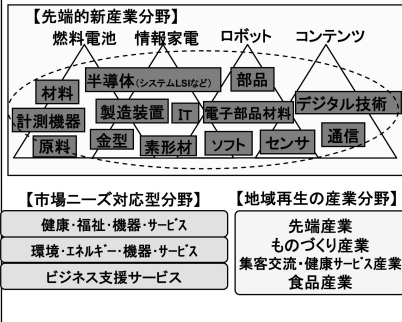 【先端的新産業分野】
燃料電池 情報家電 ロボット コンテンツ
半導体(システムLSIなど) 部品
材料 デジタル技術
計測機器 製造装置 IT 電子部品材料
原料 金型 素形材 ソフト センサ 通信
【市場ニーズ対応型分野】
健康・福祉・機器・サービス
環境・エネルギー・機器・サービス
ビジネス支援サービス
【地域再生の産業分野】
先端産業
ものづくり産業
集客交流・健康サービス産業
食品産業